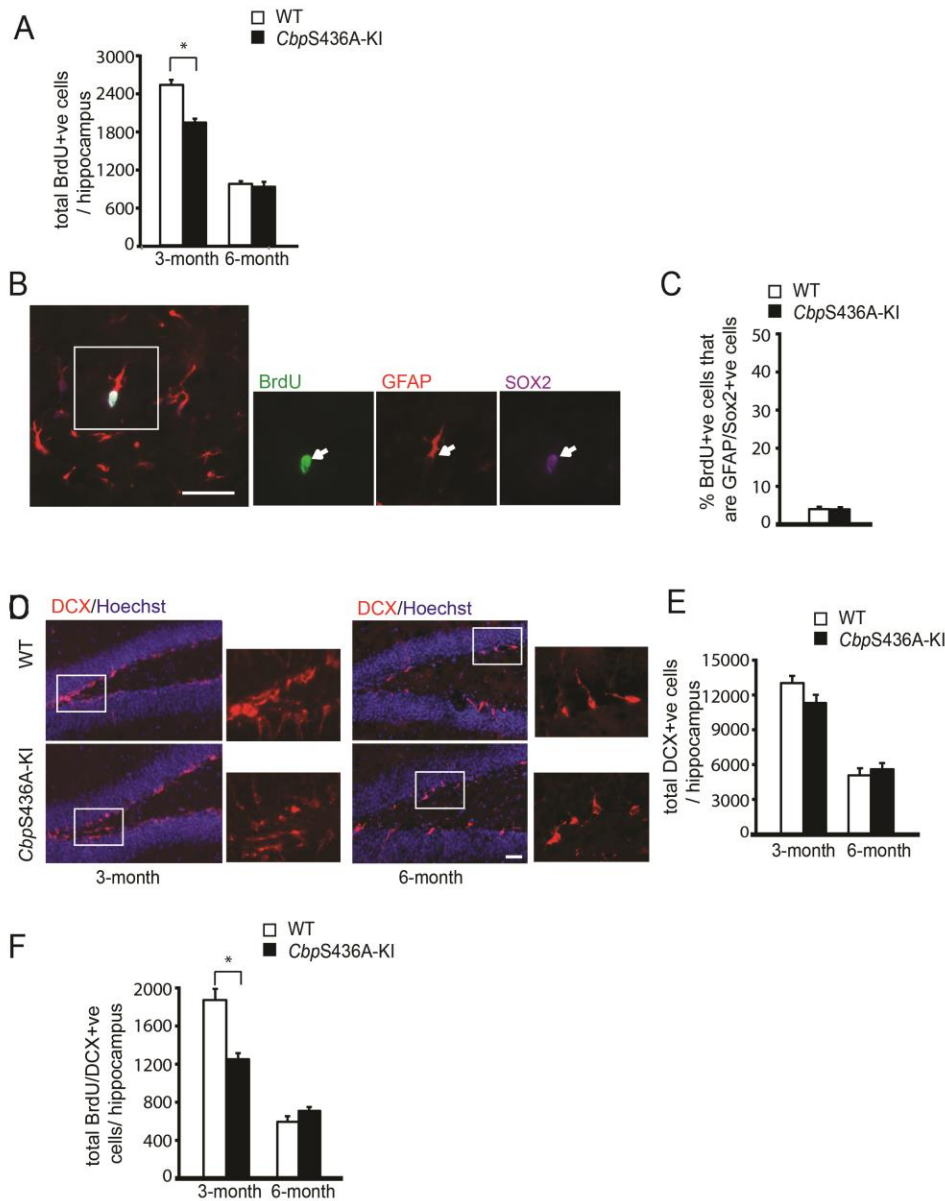 A
WT
CbpS436A-KI
*
total BrdU+ve cells
/ hippocampus
3000
2400
1800
1200
600
0
3-month 6-month
B
BrdU
GFAP
SOX2
C
WT
CbpS436A-KI
% BrdU+ve cells that
are GFAP/Sox2+ve cells
50
40
30
20
10
0
D
DCX/Hoechst
DCX/Hoechst
WT
CbpS436A-KI
3-month
6-month
E
WT
CbpS436A-KI
total DCX+ve cells
/ hippocampus
15000
12000
9000
6000
3000
0
3-month 6-month
F
WT
CbpS436A-KI
*
total BrdU/DCX+ve
cells/ hippocampus
2000
1600
1200
800
400
3-month 6-month